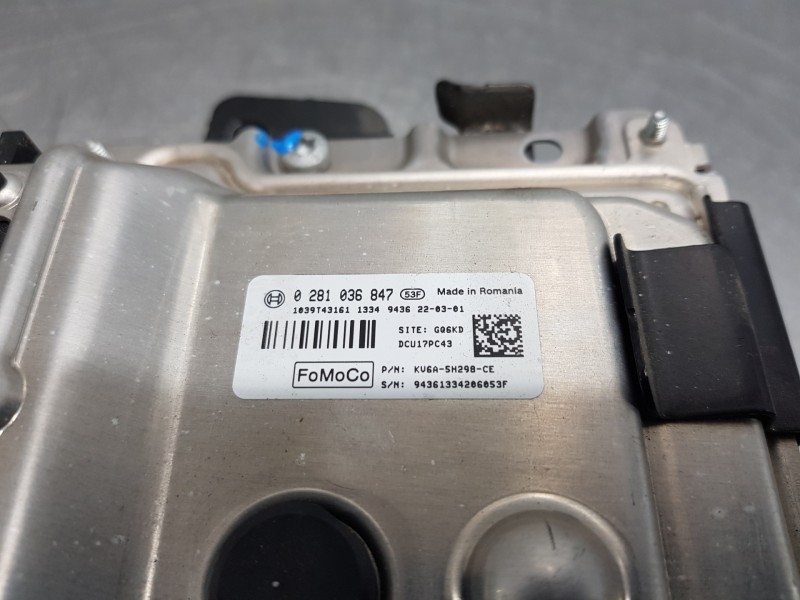 0 281 036 847 53F Made in Romania
1039T43161 1334 9436 22-03-01
SITE: G06KD
DCU17PC43
FoMoCo
P/N: KV6A-5H298-CE
S/N: 94361334206053F